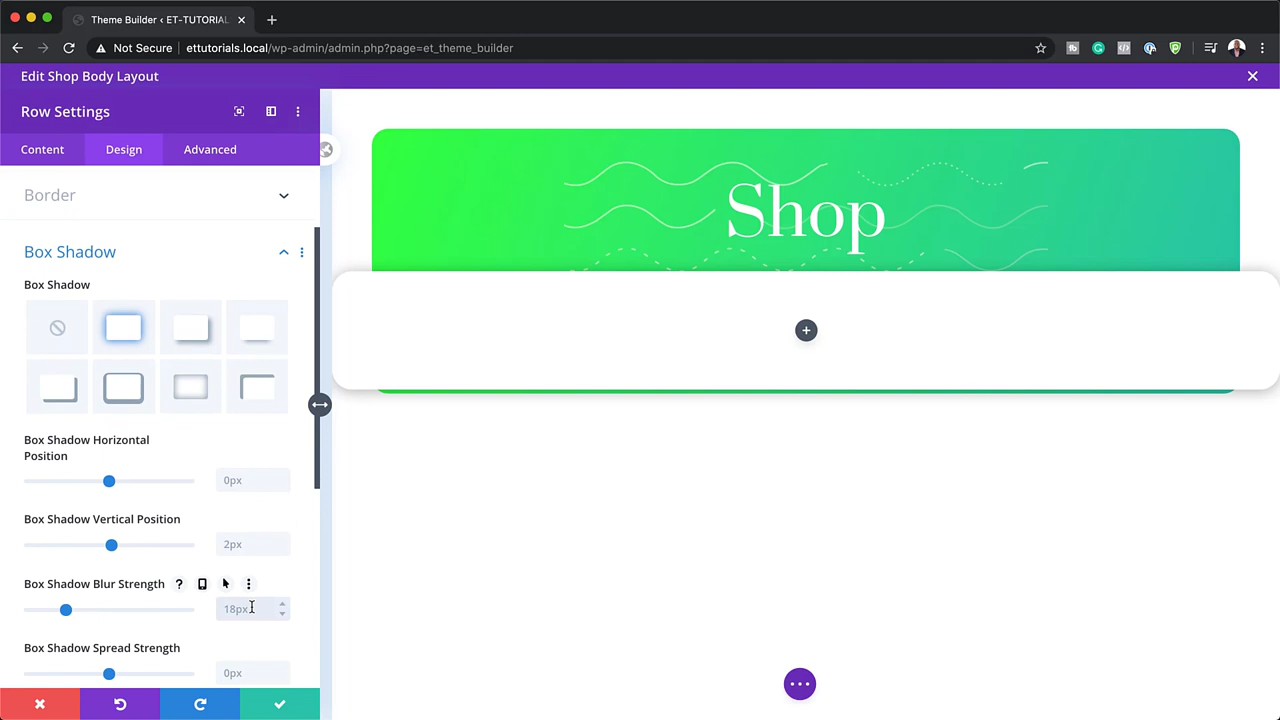 Theme Builder ‹ ET-TUTORIAL
Not Secure
ettutorials.local/wp-admin/admin.php?page=et_theme_builder
Edit Shop Body Layout
Row Settings
Content
Design
Advanced
Border
Box Shadow
Box Shadow
Box Shadow Horizontal
Position
0px
Box Shadow Vertical Position
2px
Box Shadow Blur Strength
18px
Box Shadow Spread Strength
0px
Shop